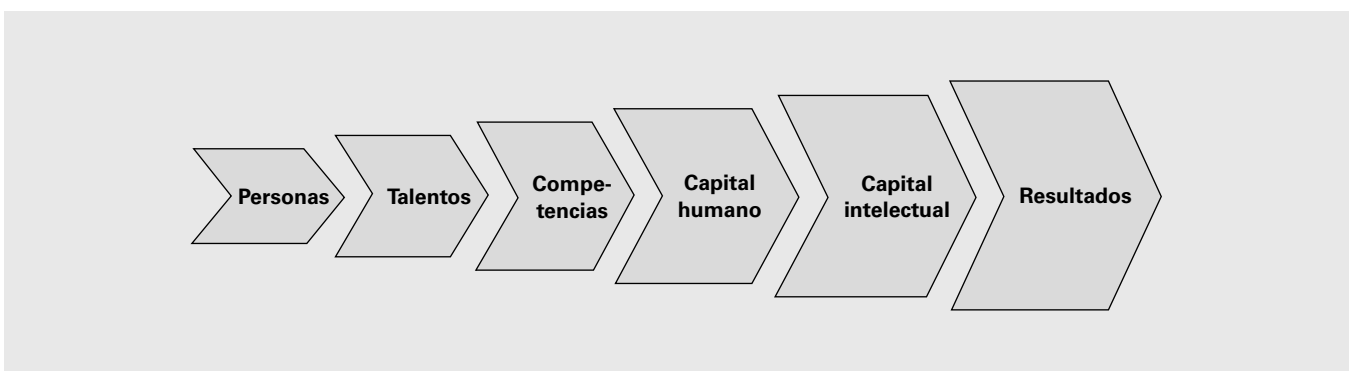 Personas
Talentos
Compe-
tencias
Capital
humano
Capital
intelectual
Resultados